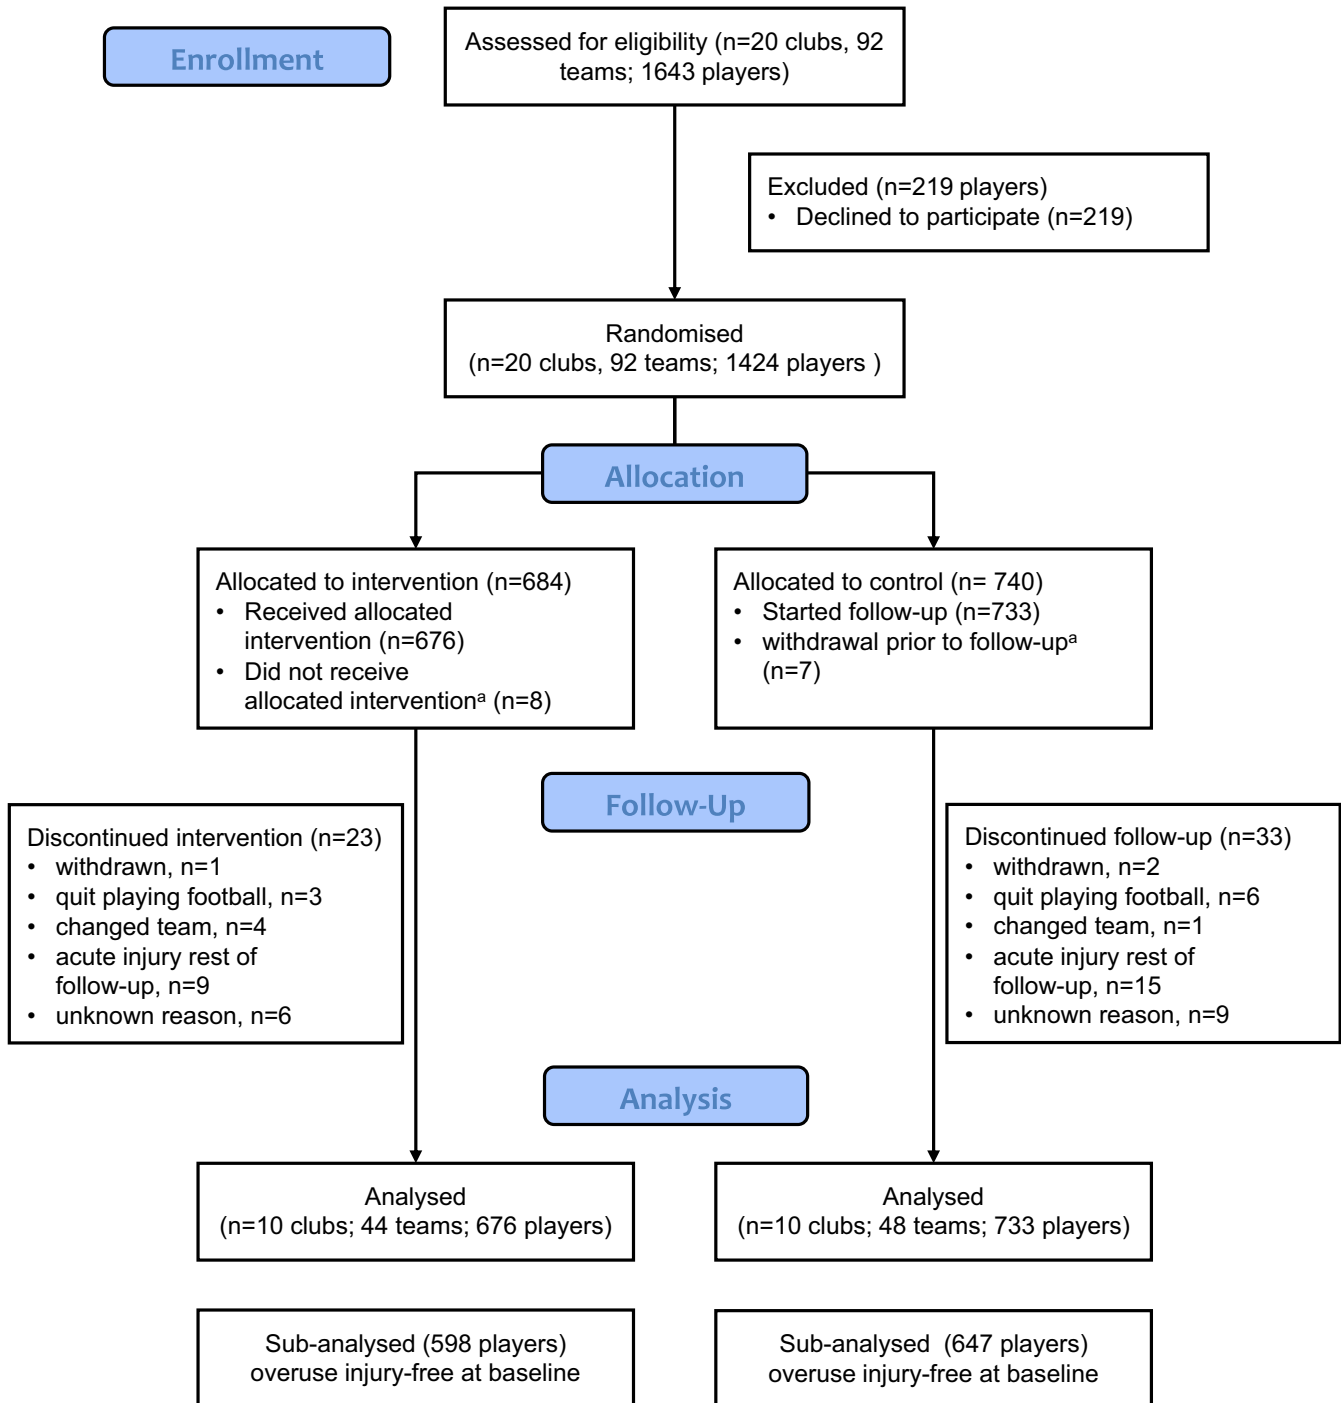 Enrollment
Assessed for eligibility (n=20 clubs, 92
teams; 1643 players)
Excluded (n=219 players)
• Declined to participate (n=219)
Randomised
(n=20 clubs, 92 teams; 1424 players )
Allocation
Allocated to intervention (n=684)
• Received allocated
intervention (n=676)
• Did not receive
allocated interventionᵃ (n=8)
Allocated to control (n= 740)
• Started follow-up (n=733)
• withdrawal prior to follow-upᵃ
(n=7)
Follow-Up
Discontinued intervention (n=23)
• withdrawn, n=1
• quit playing football, n=3
• changed team, n=4
• acute injury rest of
follow-up, n=9
• unknown reason, n=6
Discontinued follow-up (n=33)
• withdrawn, n=2
• quit playing football, n=6
• changed team, n=1
• acute injury rest of
follow-up, n=15
• unknown reason, n=9
Analysis
Analysed
(n=10 clubs; 44 teams; 676 players)
Analysed
(n=10 clubs; 48 teams; 733 players)
Sub-analysed (598 players)
overuse injury-free at baseline
Sub-analysed  (647 players)
overuse injury-free at baseline